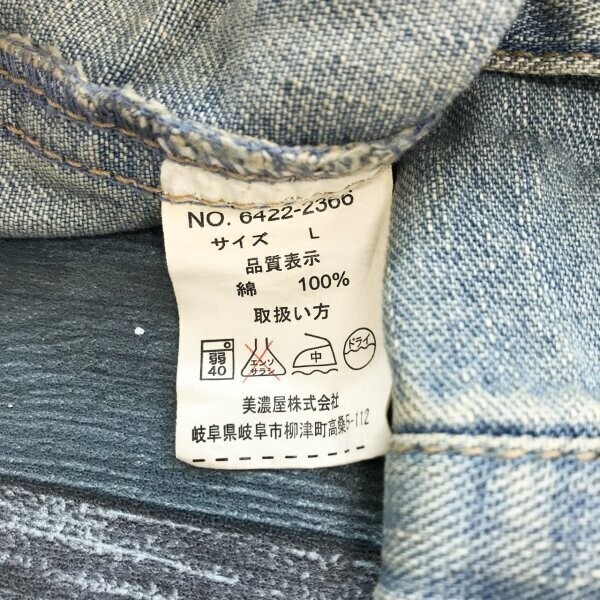 NO. 6422-2366
サイズ L
品質表示
綿 100%
取扱い方
弱 40 エンソ サラシ 中 ドライ
美濃屋株式会社
岐阜県岐阜市柳津町高桑5-112